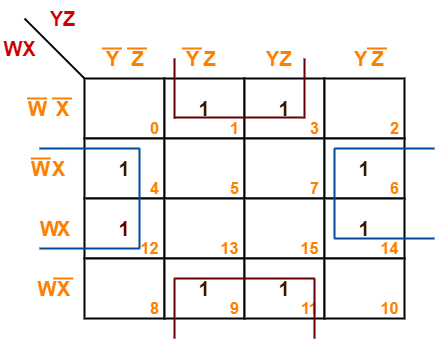 YZ
WX
Y̅ Z̅ Y̅ Z YZ YZ̅
W̅ X̅ 1 1
0 1 3 2
W̅X 1 1
4 5 7 6
WX 1 1
12 13 15 14
WX̅ 1 1
8 9 11 10